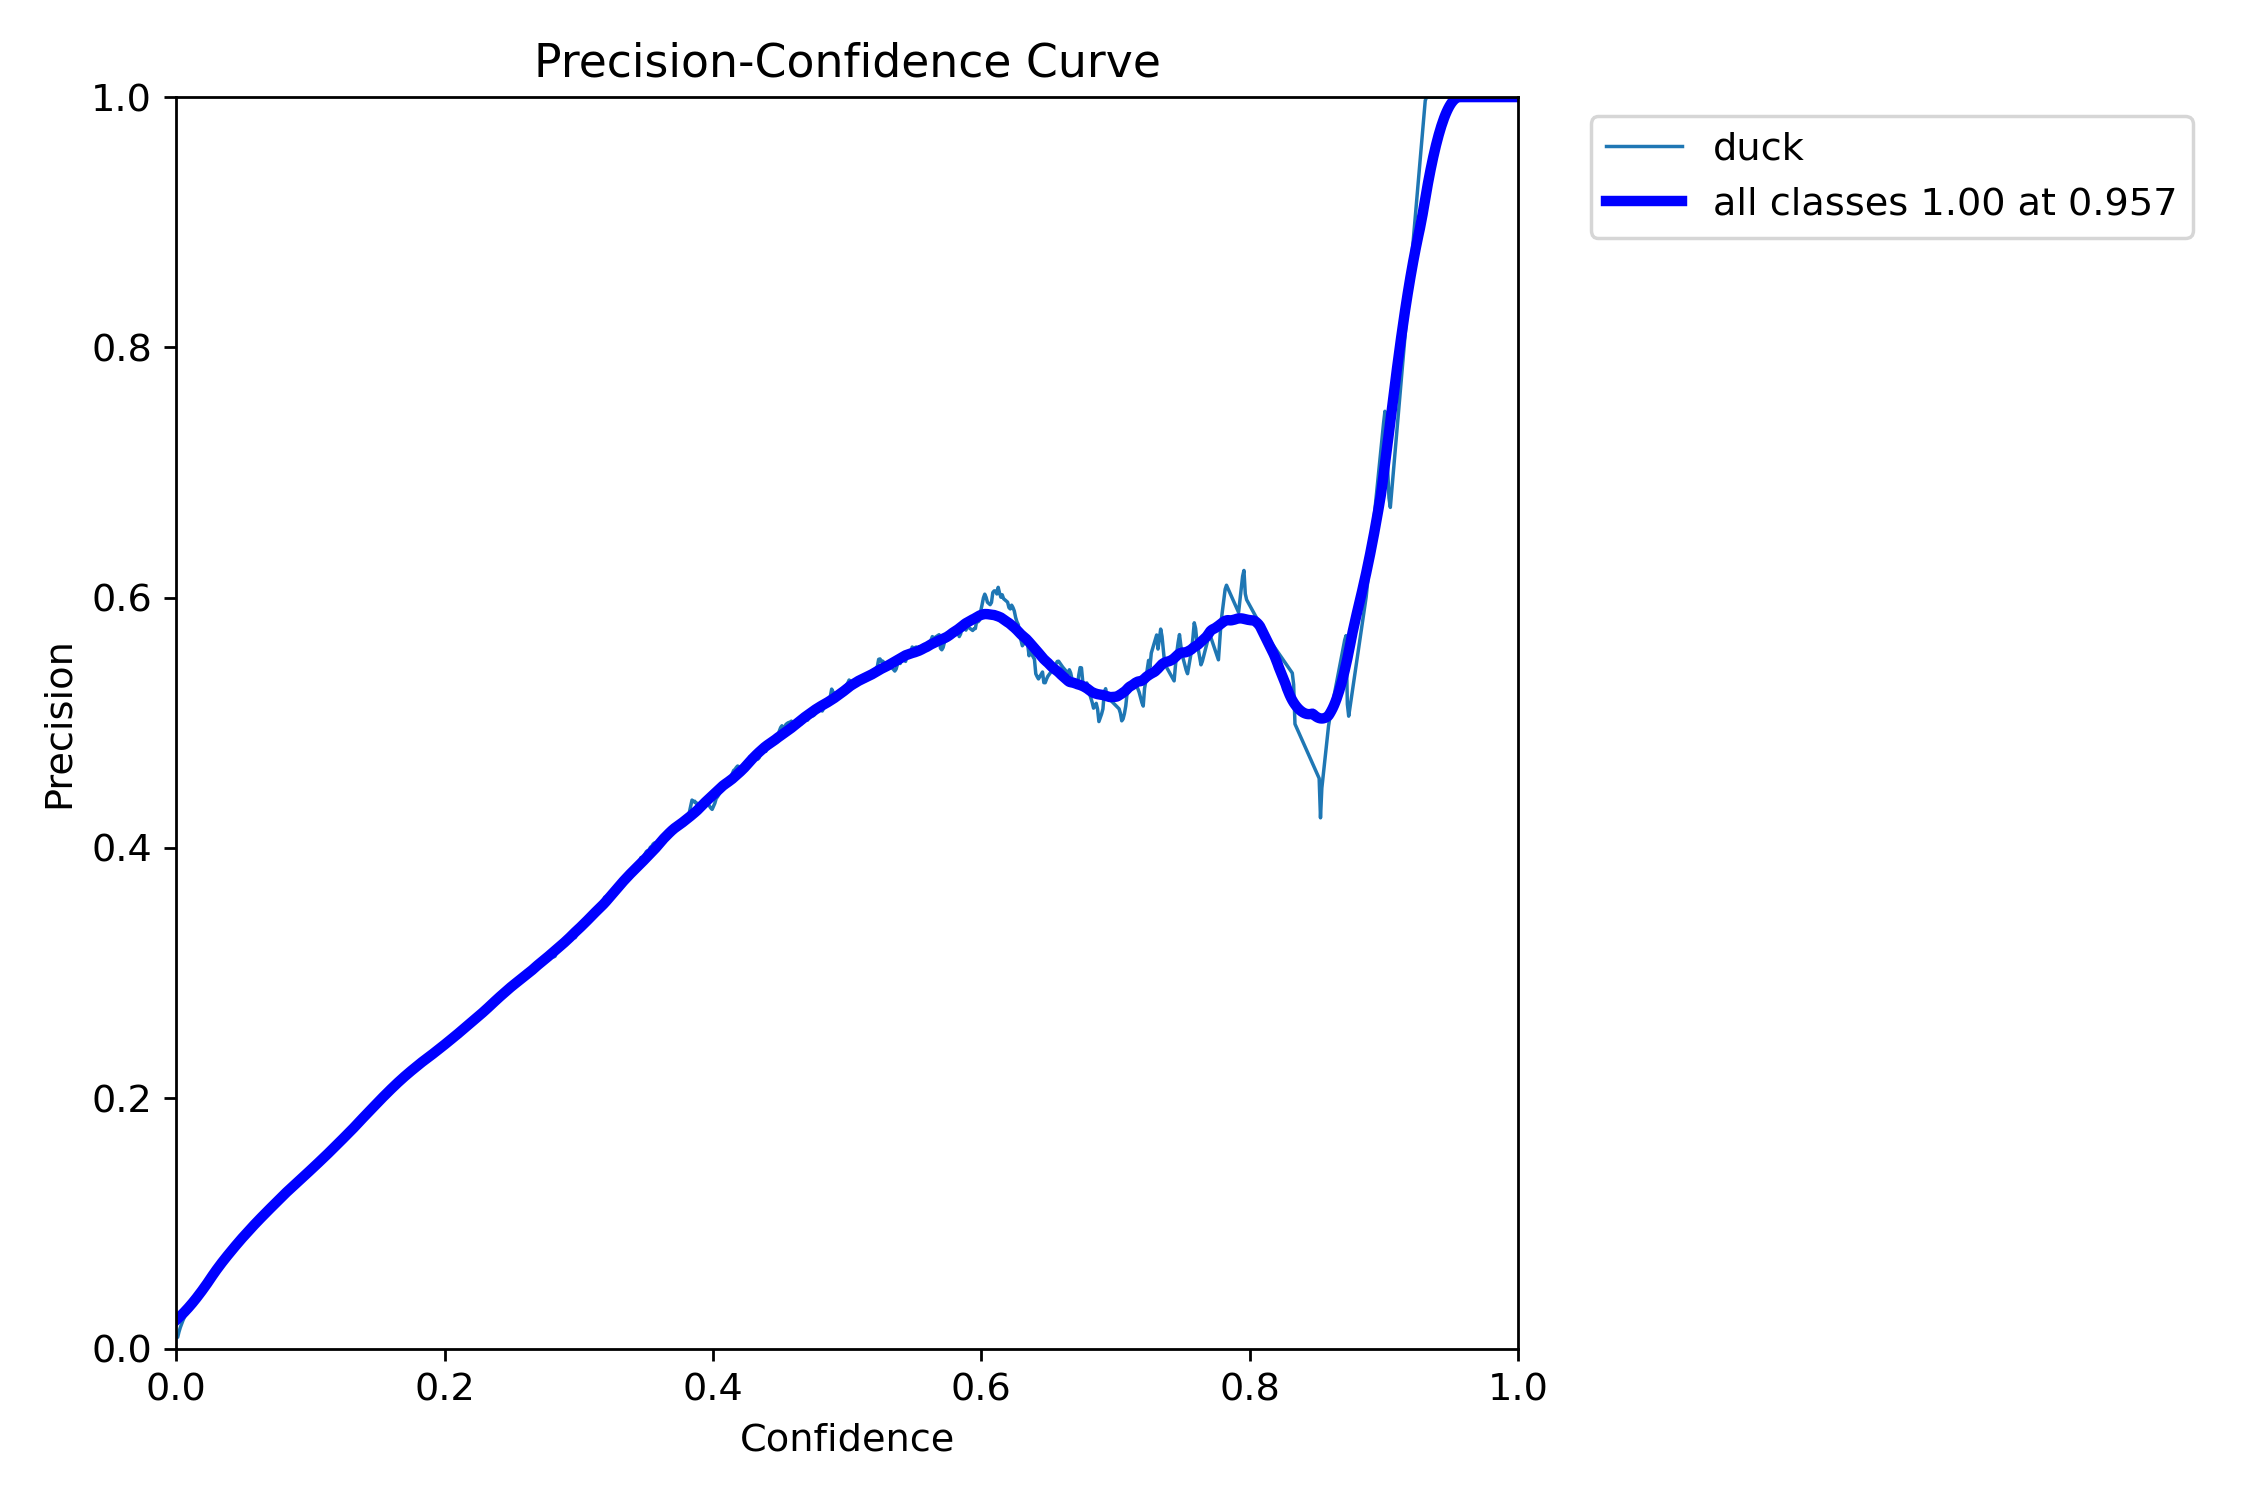 Precision-Confidence Curve
1.0
0.8
0.6
0.4
0.2
0.0
Precision
0.0 0.2 0.4 0.6 0.8 1.0
Confidence
duck
all classes 1.00 at 0.957